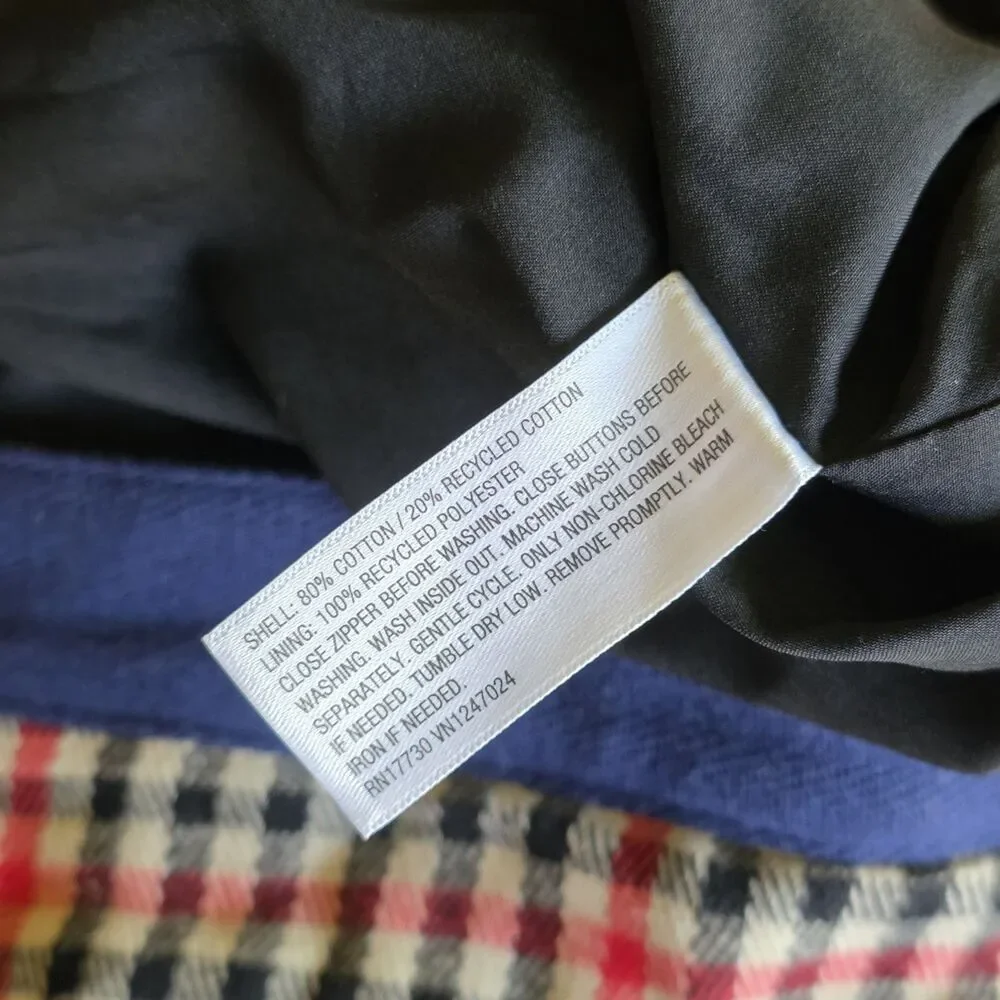 SHELL: 80% COTTON / 20% RECYCLED COTTON
LINING: 100% RECYCLED POLYESTER
CLOSE ZIPPER BEFORE WASHING. CLOSE BUTTONS BEFORE
WASHING. WASH INSIDE OUT. MACHINE WASH COLD
SEPARATELY. GENTLE CYCLE. ONLY NON-CHLORINE BLEACH
IF NEEDED. TUMBLE DRY LOW. REMOVE PROMPTLY. WARM
IRON IF NEEDED.
RN17730 VN1247024